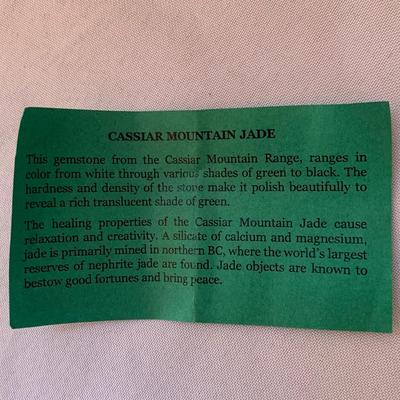 CASSIAR MOUNTAIN JADE
This gemstone from the Cassiar Mountain Range, ranges in
color from white through various shades of green to black. The
hardness and density of the stone make it polish beautifully to
reveal a rich translucent shade of green.
The healing properties of the Cassiar Mountain Jade cause
relaxation and creativity. A silicate of calcium and magnesium,
jade is primarily mined in northern BC, where the world's largest
reserves of nephrite jade are found. Jade objects are known to
bestow good fortunes and bring peace.